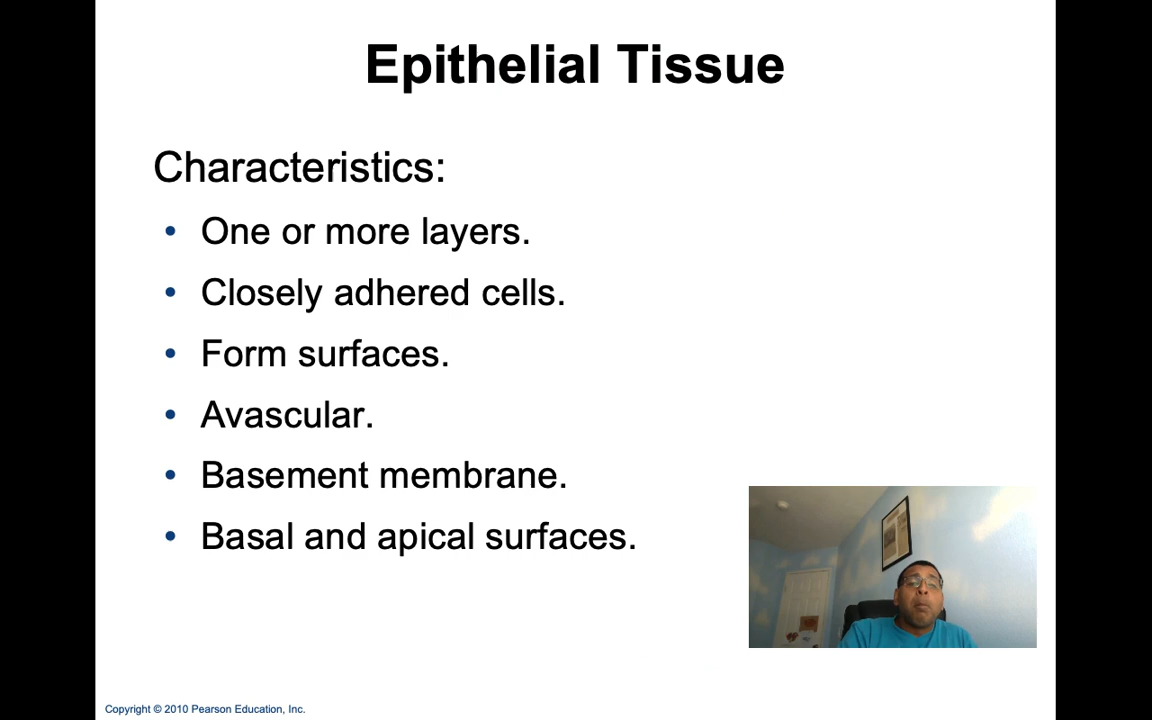 Epithelial Tissue
Characteristics:
• One or more layers.
• Closely adhered cells.
• Form surfaces.
• Avascular.
• Basement membrane.
• Basal and apical surfaces.
Copyright © 2010 Pearson Education, Inc.